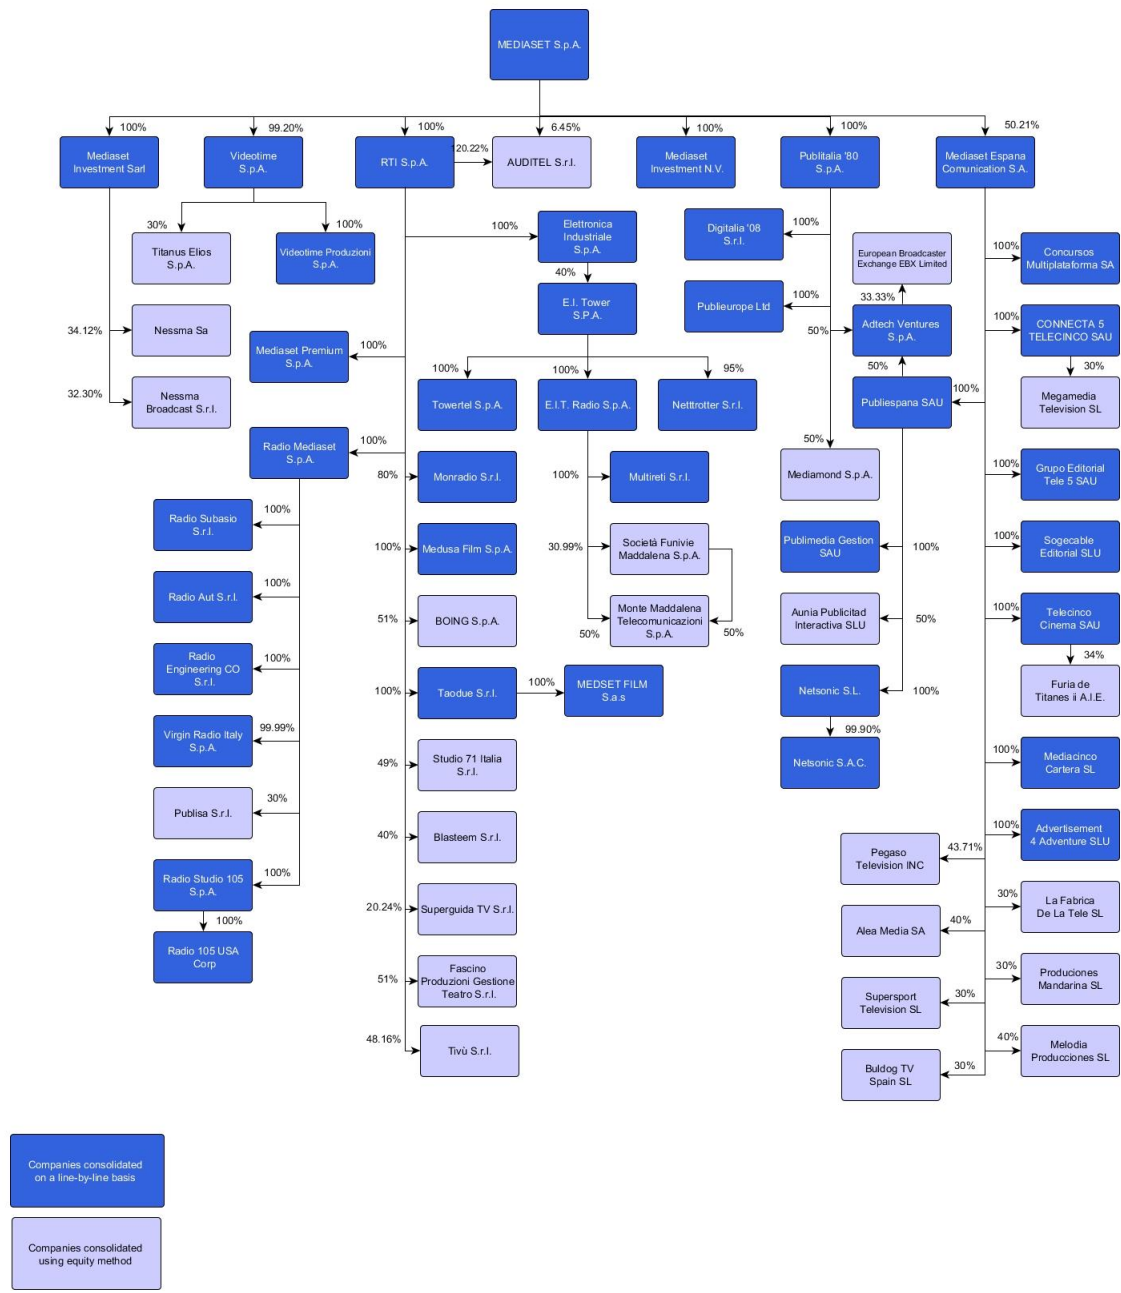 MEDIASET S.p.A.
100%
99.20%
100%
6.45%
100%
100%
50.21%
Mediaset
Investment Sarl
Videotime
S.p.A.
RTI S.p.A.
120.22%
AUDITEL S.r.l.
Mediaset
Investment N.V.
Publitalia '80
S.p.A.
Mediaset Espana
Comunication S.A.
30%
Titanus Elios
S.p.A.
100%
Videotime Produzioni
S.p.A.
34.12%
Nessma Sa
32.30%
Nessma
Broadcast S.r.l.
100%
Elettronica
Industriale
S.p.A.
40%
E.I. Tower
S.P.A.
100%
Towertel S.p.A.
100%
E.I.T. Radio S.p.A.
95%
Netttrotter S.r.l.
100%
Multireti S.r.l.
30.99%
Società Funivie
Maddalena S.p.A.
50%
Monte Maddalena
Telecomunicazioni
S.p.A.
50%
Mediaset Premium
S.p.A.
100%
Radio Mediaset
S.p.A.
100%
Radio Subasio
S.r.l.
100%
Radio Aut S.r.l.
100%
Radio
Engineering CO
S.r.l.
100%
Virgin Radio Italy
S.p.A.
99.99%
Publisa S.r.l.
30%
Radio Studio 105
S.p.A.
100%
100%
Radio 105 USA
Corp
80%
Monradio S.r.l.
100%
Medusa Film S.p.A.
51%
BOING S.p.A.
100%
Taodue S.r.l.
100%
MEDSET FILM
S.a.s
49%
Studio 71 Italia
S.r.l.
40%
Blasteem S.r.l.
20.24%
Superguida TV S.r.l.
51%
Fascino
Produzioni Gestione
Teatro S.r.l.
48.16%
Tivù S.r.l.
Digitalia '08
S.r.l.
100%
Publieurope Ltd
100%
European Broadcaster
Exchange EBX Limited
33.33%
50%
Adtech Ventures
S.p.A.
50%
Publiespana SAU
100%
50%
Mediamond S.p.A.
Publimedia Gestion
SAU
100%
Aunia Publicitad
Interactiva SLU
50%
Netsonic S.L.
100%
99.90%
Netsonic S.A.C.
100%
Concursos
Multiplataforma SA
100%
CONNECTA 5
TELECINCO SAU
30%
Megamedia
Television SL
100%
Grupo Editorial
Tele 5 SAU
100%
Sogecable
Editorial SLU
100%
Telecinco
Cinema SAU
34%
Furia de
Titanes ii A.I.E.
100%
Mediacinco
Cartera SL
100%
Advertisement
4 Adventure SLU
Pegaso
Television INC
43.71%
30%
La Fabrica
De La Tele SL
Alea Media SA
40%
30%
Produciones
Mandarina SL
Supersport
Television SL
30%
40%
Melodia
Producciones SL
Buldog TV
Spain SL
30%
Companies consolidated
on a line-by-line basis
Companies consolidated
using equity method